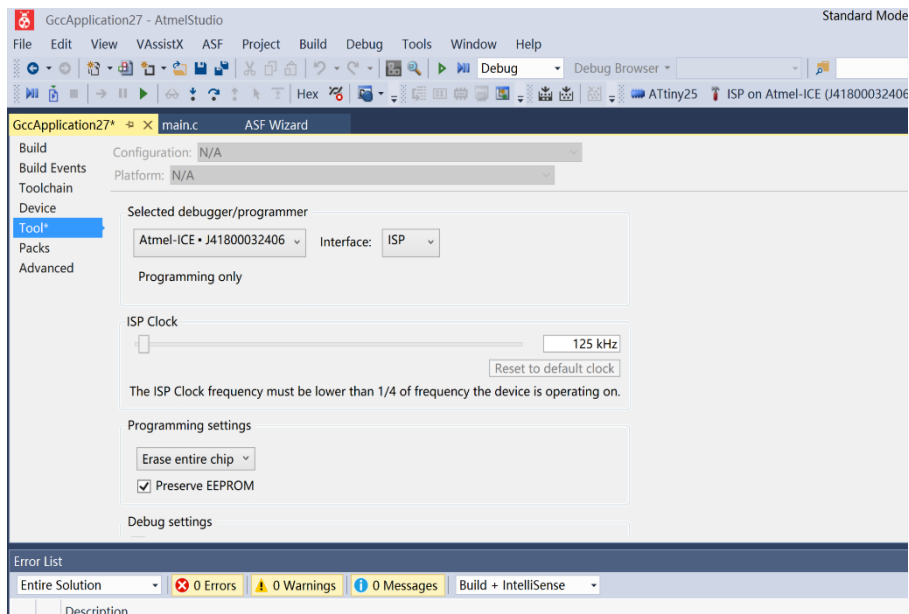 GccApplication27 - AtmelStudio
Standard Mode
File Edit View VAssistX ASF Project Build Debug Tools Window Help
Debug Debug Browser
Hex ATtiny25 ISP on Atmel-ICE (J41800032406
GccApplication27* main.c ASF Wizard
Build
Build Events
Toolchain
Device
Tool*
Packs
Advanced
Configuration: N/A
Platform: N/A
Selected debugger/programmer
Atmel-ICE • J41800032406 Interface: ISP
Programming only
ISP Clock
125 kHz
Reset to default clock
The ISP Clock frequency must be lower than 1/4 of frequency the device is operating on.
Programming settings
Erase entire chip
Preserve EEPROM
Debug settings
Error List
Entire Solution 0 Errors 0 Warnings 0 Messages Build + IntelliSense
Description